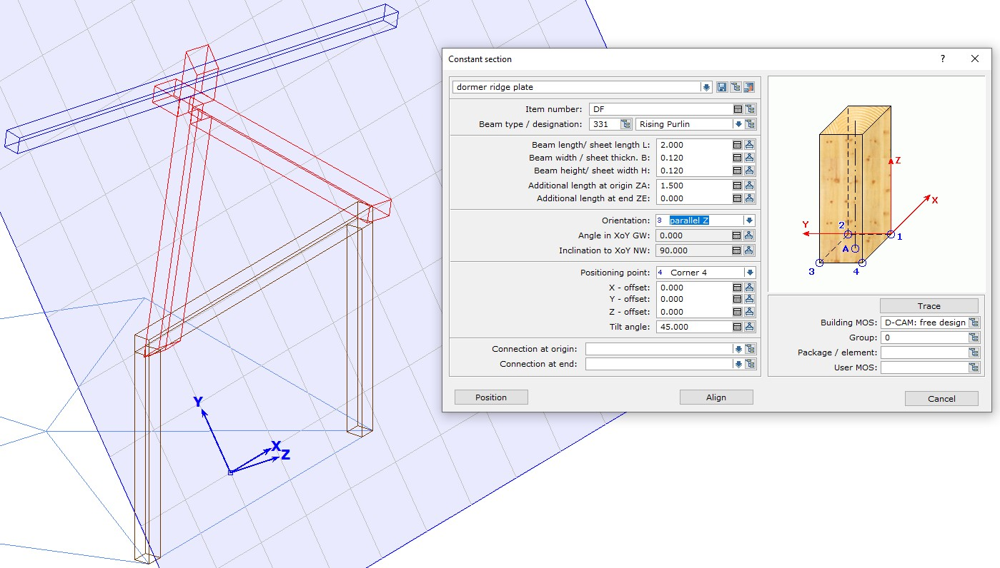 Constant section
dormer ridge plate
Item number: DF
Beam type / designation: 331 Rising Purlin
Beam length/ sheet length L: 2.000
Beam width / sheet thickn. B: 0.120
Beam height/ sheet width H: 0.120
Additional length at origin ZA: 1.500
Additional length at end ZE: 0.000
Orientation: 3 parallel Z
Angle in XoY GW: 0.000
Inclination to XoY NW: 90.000
Positioning point: 4 Corner 4
X - offset: 0.000
Y - offset: 0.000
Z - offset: 0.000
Tilt angle: 45.000
Connection at origin:
Connection at end:
Position
Align
Cancel
Z
X
Y
2
1
A
3
4
Trace
Building MOS: D-CAM: free design
Group: 0
Package / element:
User MOS:
Y
X
Z